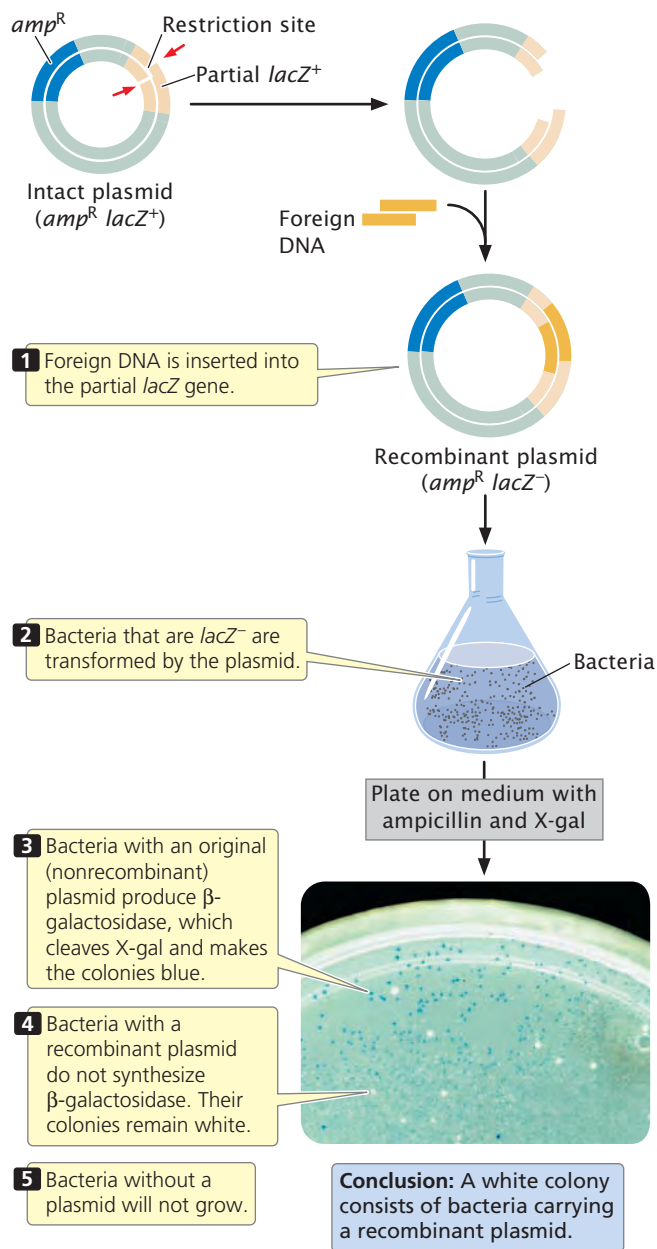 ampᴿ
Restriction site
Partial lacZ⁺
Intact plasmid
(ampᴿ lacZ⁺)
Foreign
DNA
1 Foreign DNA is inserted into
the partial lacZ gene.
Recombinant plasmid
(ampᴿ lacZ⁻)
2 Bacteria that are lacZ⁻ are
transformed by the plasmid.
Bacteria
Plate on medium with
ampicillin and X-gal
3 Bacteria with an original
(nonrecombinant)
plasmid produce β-
galactosidase, which
cleaves X-gal and makes
the colonies blue.
4 Bacteria with a
recombinant plasmid
do not synthesize
β-galactosidase. Their
colonies remain white.
5 Bacteria without a
plasmid will not grow.
Conclusion: A white colony
consists of bacteria carrying
a recombinant plasmid.